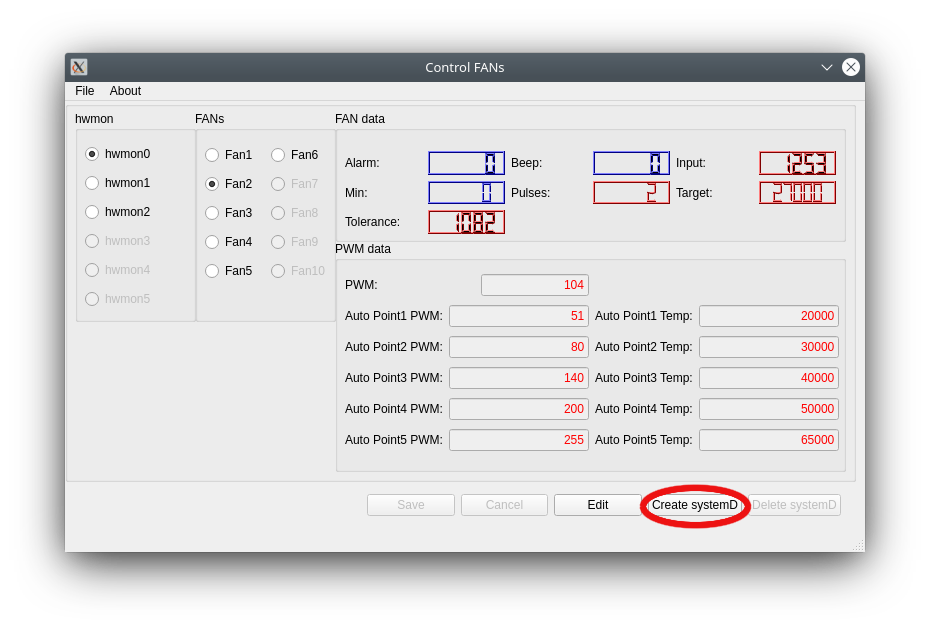 Control FANs
File About
hwmon FANs FAN data
hwmon0 Fan1 Fan6 Alarm: 0 Beep: 0 Input: 1253
hwmon1 Fan2 Fan7 Min: 0 Pulses: 2 Target: 27000
hwmon2 Fan3 Fan8 Tolerance: 1082
hwmon3 Fan4 Fan9 PWM data
hwmon4 Fan5 Fan10 PWM: 104
hwmon5
Auto Point1 PWM: 51 Auto Point1 Temp: 20000
Auto Point2 PWM: 80 Auto Point2 Temp: 30000
Auto Point3 PWM: 140 Auto Point3 Temp: 40000
Auto Point4 PWM: 200 Auto Point4 Temp: 50000
Auto Point5 PWM: 255 Auto Point5 Temp: 65000
Save Cancel Edit Create systemD Delete systemD